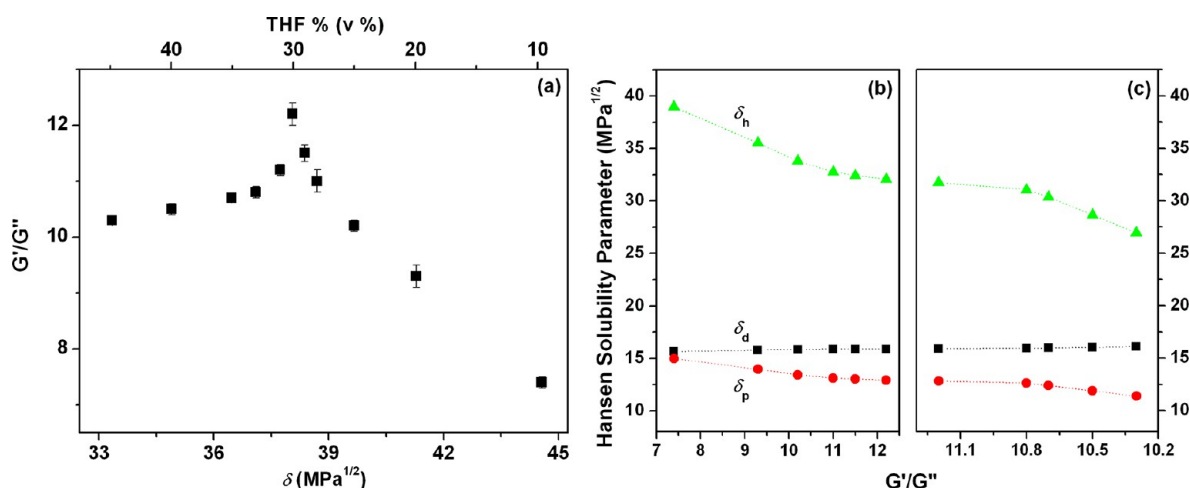 THF % (v %)
40 30 20 10
(a)
12
10
8
G'/G"
33 36 39 42 45
δ (MPa1/2)
Hansen Solubility Parameter (MPa1/2)
40
35
30
25
20
15
10
(b)
δh
δd
δp
7 8 9 10 11 12
(c)
40
35
30
25
20
15
10
11.1 10.8 10.5 10.2
G'/G"